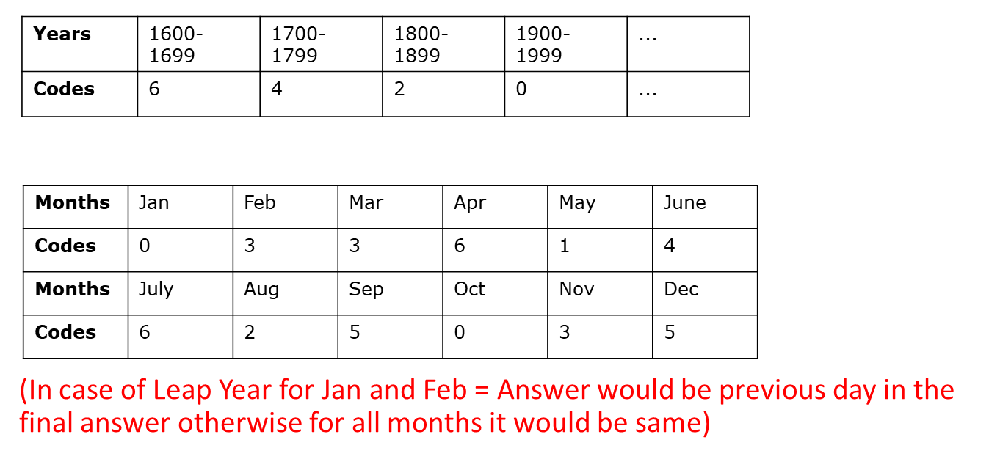 Years 1600-1699 1700-1799 1800-1899 1900-1999 ...
Codes 6 4 2 0 ...
Months Jan Feb Mar Apr May June
Codes 0 3 3 6 1 4
Months July Aug Sep Oct Nov Dec
Codes 6 2 5 0 3 5
(In case of Leap Year for Jan and Feb = Answer would be previous day in the
final answer otherwise for all months it would be same)